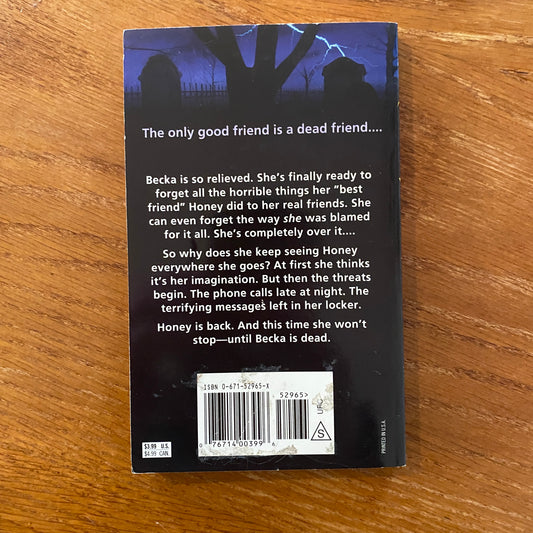 The only good friend is a dead friend....
Becka is so relieved. She's finally ready to
forget all the horrible things her "best
friend" Honey did to her real friends. She
can even forget the way she was blamed
for it all. She's completely over it....
So why does she keep seeing Honey
everywhere she goes? At first she thinks
it's her imagination. But then the threats
begin. The phone calls late at night. The
terrifying messages left in her locker.
Honey is back. And this time she won't
stop—until Becka is dead.
ISBN 0-671-52965-X
52965>
UPC
S
0 76714 00399 6
$3.99 U.S.
$4.99 CAN.
PRINTED IN U.S.A.